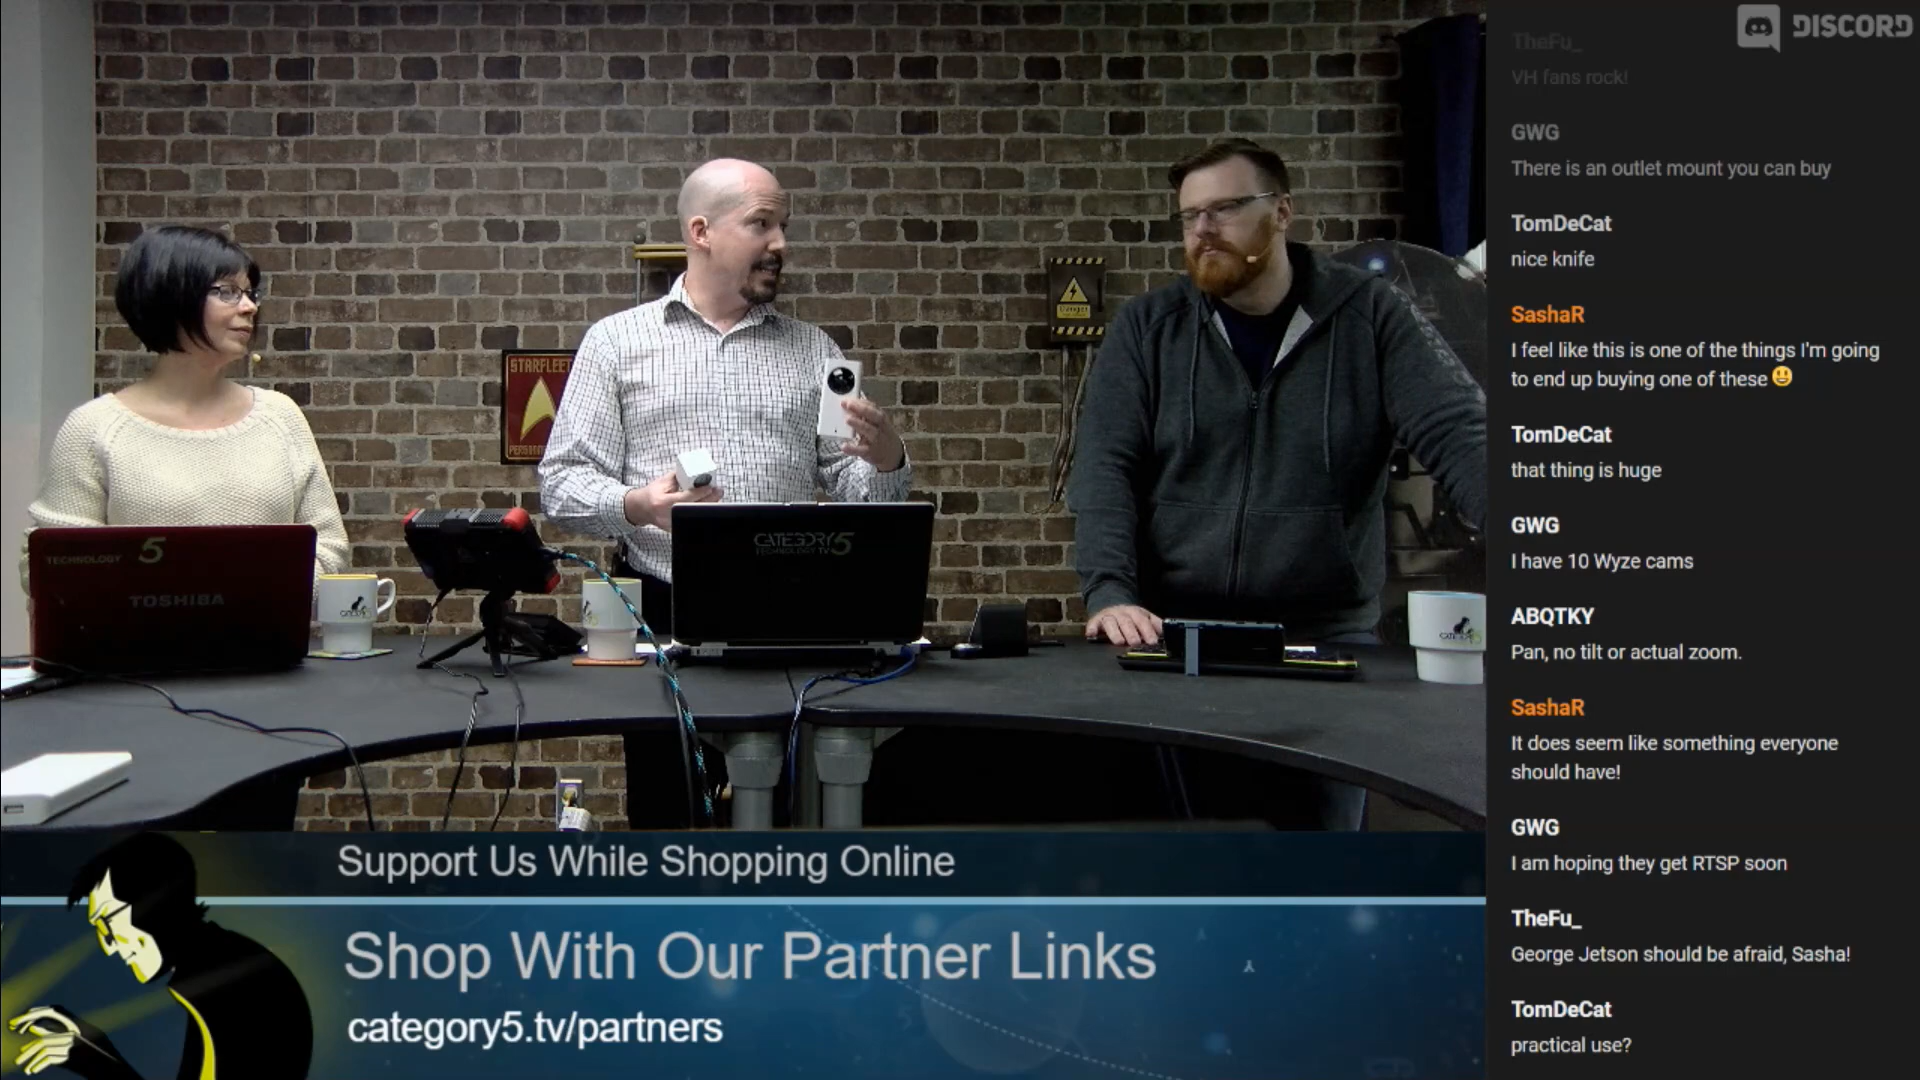 DISCORD
TheFu_
VH fans rock!
GWG
There is an outlet mount you can buy
TomDeCat
nice knife
SashaR
I feel like this is one of the things I'm going
to end up buying one of these 😃
TomDeCat
that thing is huge
GWG
I have 10 Wyze cams
ABQTKY
Pan, no tilt or actual zoom.
SashaR
It does seem like something everyone
should have!
GWG
I am hoping they get RTSP soon
TheFu_
George Jetson should be afraid, Sasha!
TomDeCat
practical use?
Danger
STARFLEET
TECHNOLOGY 5
TOSHIBA
CATEGORY5
TECHNOLOGY TV
Support Us While Shopping Online
Shop With Our Partner Links
category5.tv/partners